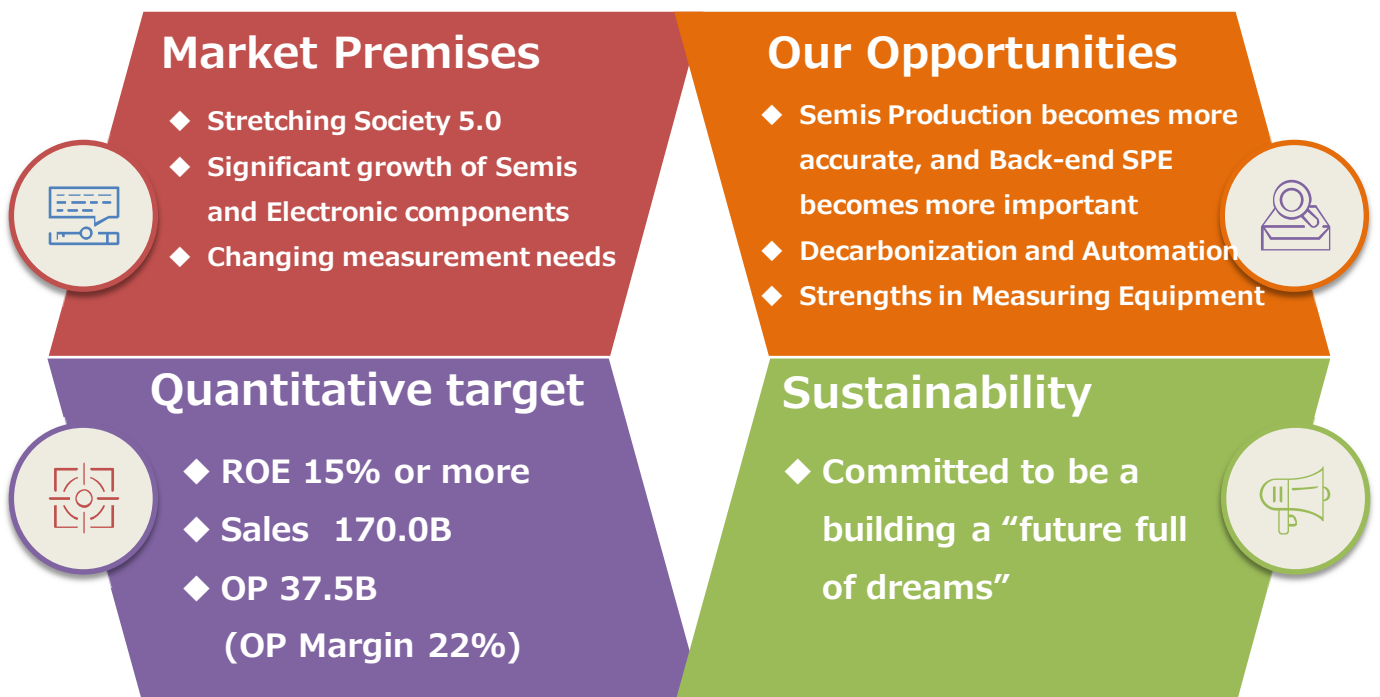 Market Premises
◆ Stretching Society 5.0
◆ Significant growth of Semis
and Electronic components
◆ Changing measurement needs
Our Opportunities
◆ Semis Production becomes more
accurate, and Back-end SPE
becomes more important
◆ Decarbonization and Automation
◆ Strengths in Measuring Equipment
Quantitative target
◆ ROE 15% or more
◆ Sales 170.0B
◆ OP 37.5B
(OP Margin 22%)
Sustainability
◆ Committed to be a
building a “future full
of dreams”